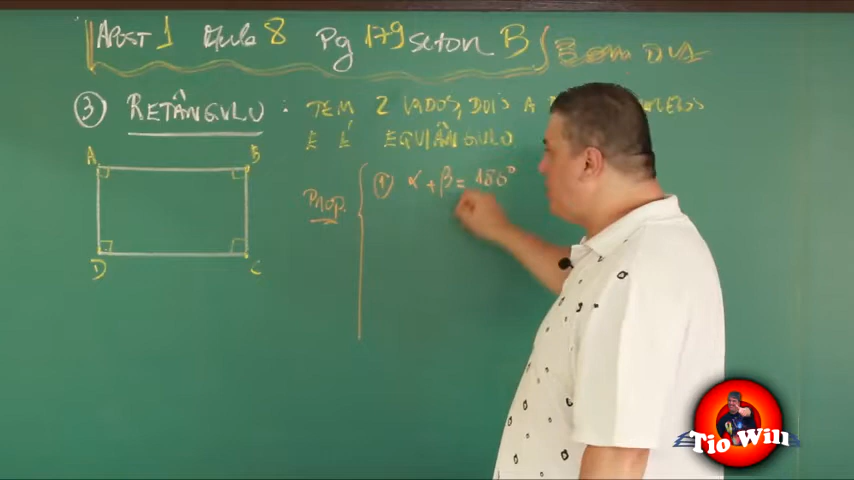 APOST 1 Aula 8 Pg 179 setor B
③ RETÂNGULO : TEM 2 LADOS, DOIS A
E É EQUIÂNGULO
A B
D C
Prop.
① α + β = 180°
Tio Will